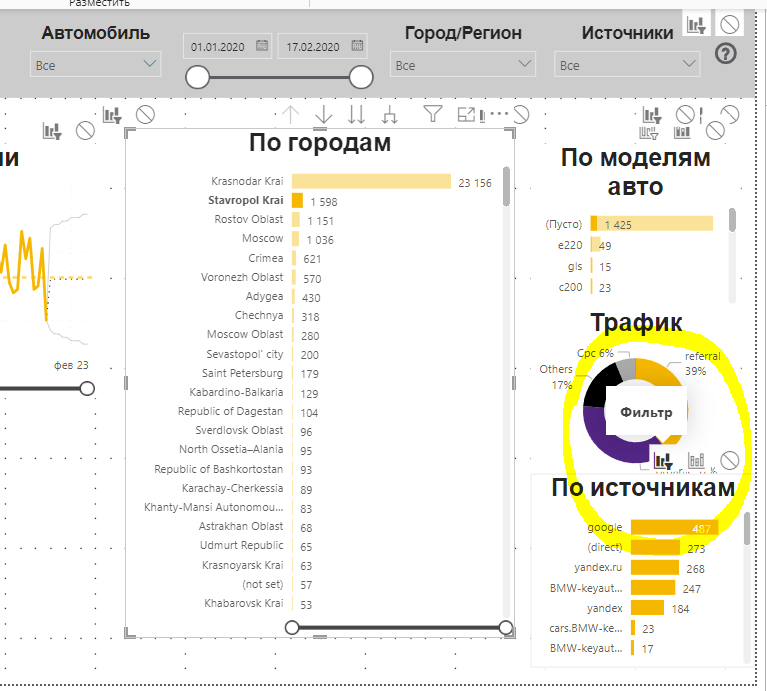 Разместить
Автомобиль
Город/Регион
Источники
01.01.2020
17.02.2020
Все
Все
Все
?
ии
фев 23
По городам
Krasnodar Krai 23 156
Stavropol Krai 1 598
Rostov Oblast 1 151
Moscow 1 036
Crimea 621
Voronezh Oblast 570
Adygea 430
Chechnya 318
Moscow Oblast 280
Sevastopol' city 200
Saint Petersburg 179
Kabardino-Balkaria 129
Republic of Dagestan 104
Sverdlovsk Oblast 96
North Ossetia–Alania 95
Republic of Bashkortostan 93
Karachay-Cherkessia 89
Khanty-Mansi Autonomou... 83
Astrakhan Oblast 68
Udmurt Republic 65
Krasnoyarsk Krai 63
(not set) 57
Khabarovsk Krai 53
По моделям
авто
(Пусто) 1 425
e220 49
gls 15
c200 23
Трафик
Cpc 6%
referral
39%
Others
17%
Фильтр
По источникам
google 487
(direct) 273
yandex.ru 268
BMW-keyaut... 247
yandex 184
cars.BMW-ke... 23
BMW-keyaut... 17